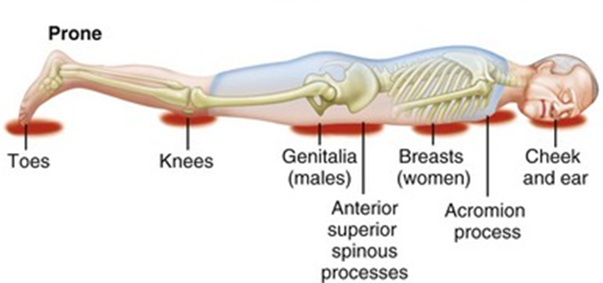 Prone
Toes
Knees
Genitalia
(males)
Anterior
superior
spinous
processes
Breasts
(women)
Acromion
process
Cheek
and ear